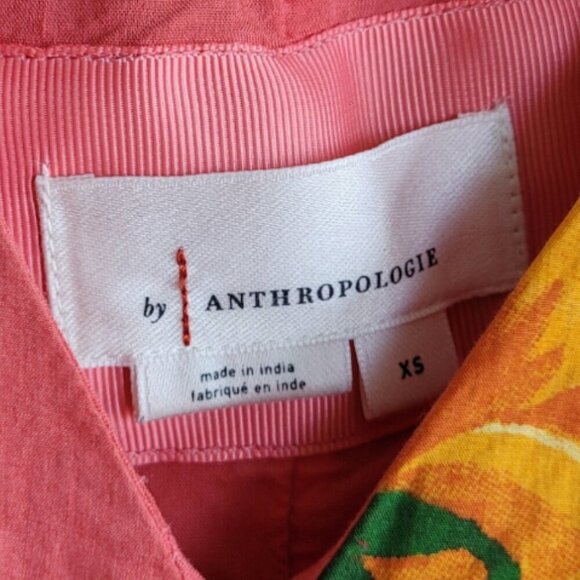 by ANTHROPOLOGIE
made in india
fabriqué en inde
XS